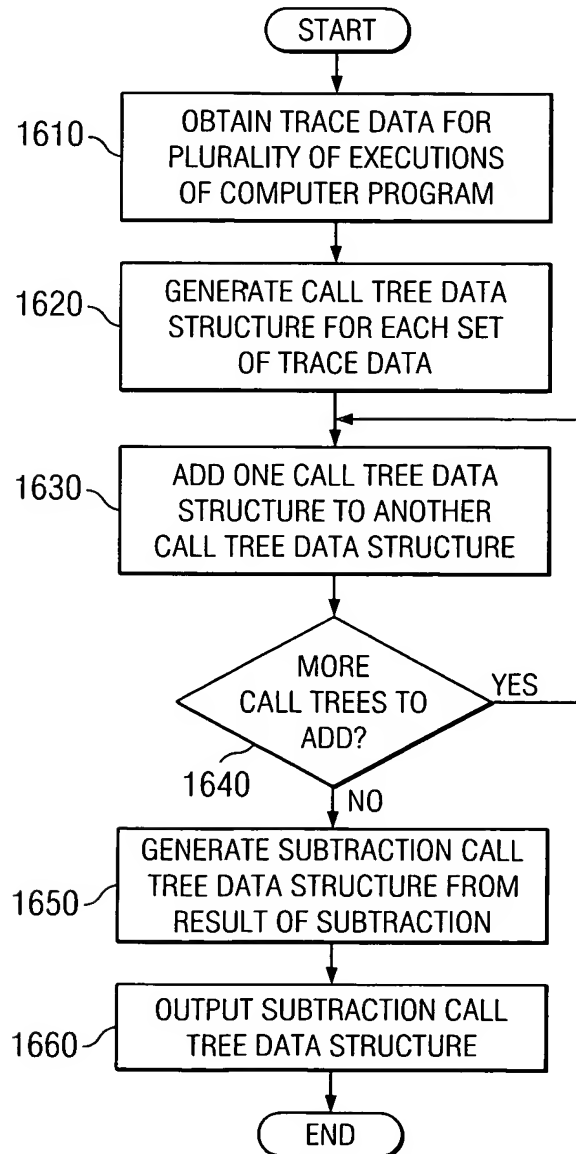 START
1610
OBTAIN TRACE DATA FOR
PLURALITY OF EXECUTIONS
OF COMPUTER PROGRAM
1620
GENERATE CALL TREE DATA
STRUCTURE FOR EACH SET
OF TRACE DATA
1630
ADD ONE CALL TREE DATA
STRUCTURE TO ANOTHER
CALL TREE DATA STRUCTURE
MORE
CALL TREES TO
ADD?
YES
1640
NO
1650
GENERATE SUBTRACTION CALL
TREE DATA STRUCTURE FROM
RESULT OF SUBTRACTION
1660
OUTPUT SUBTRACTION CALL
TREE DATA STRUCTURE
END